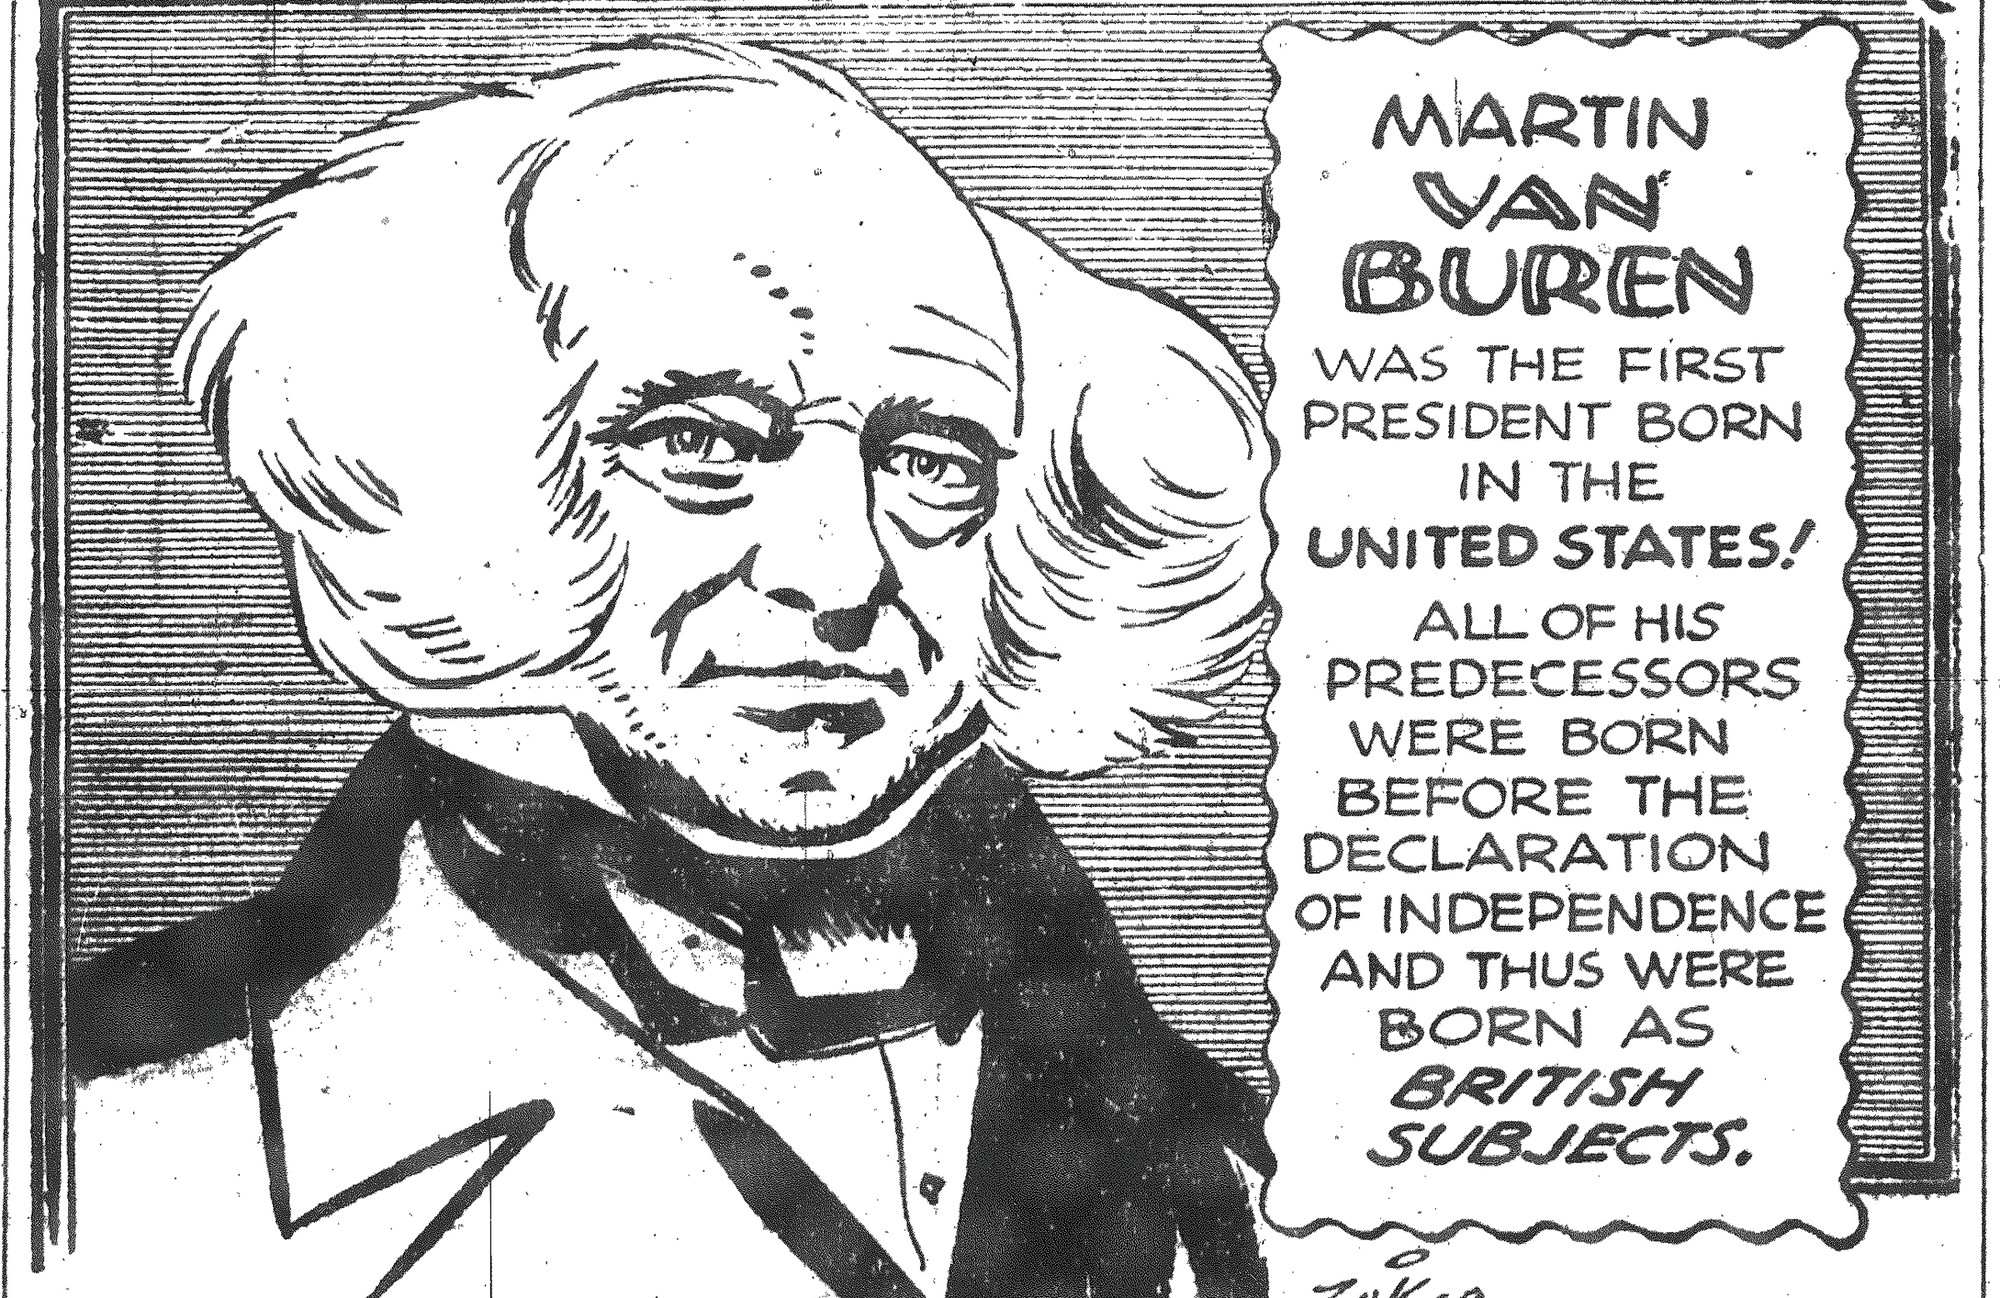 MARTIN
VAN
BUREN
WAS THE FIRST
PRESIDENT BORN
IN THE
UNITED STATES!
ALL OF HIS
PREDECESSORS
WERE BORN
BEFORE THE
DECLARATION
OF INDEPENDENCE
AND THUS WERE
BORN AS
BRITISH
SUBJECTS.